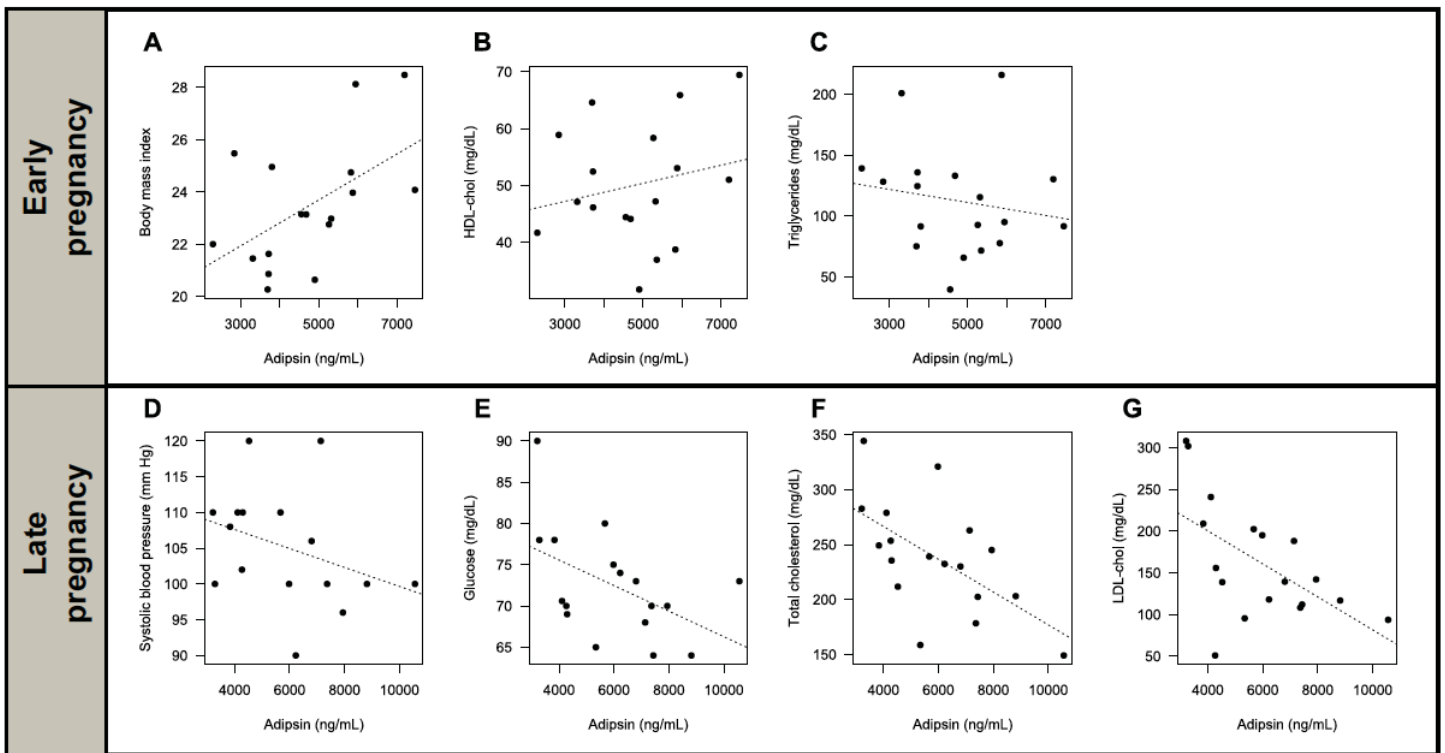 Early
pregnancy
A
Body mass index
28
26
24
22
20
3000 5000 7000
Adipsin (ng/mL)
B
HDL-chol (mg/dL)
70
60
50
40
3000 5000 7000
Adipsin (ng/mL)
C
Triglycerides (mg/dL)
200
150
100
50
3000 5000 7000
Adipsin (ng/mL)
Late
pregnancy
D
Systolic blood pressure (mm Hg)
120
115
110
105
100
95
90
4000 6000 8000 10000
Adipsin (ng/mL)
E
Glucose (mg/dL)
90
85
80
75
70
65
4000 6000 8000 10000
Adipsin (ng/mL)
F
Total cholesterol (mg/dL)
350
300
250
200
150
4000 6000 8000 10000
Adipsin (ng/mL)
G
LDL-chol (mg/dL)
300
250
200
150
100
50
4000 6000 8000 10000
Adipsin (ng/mL)